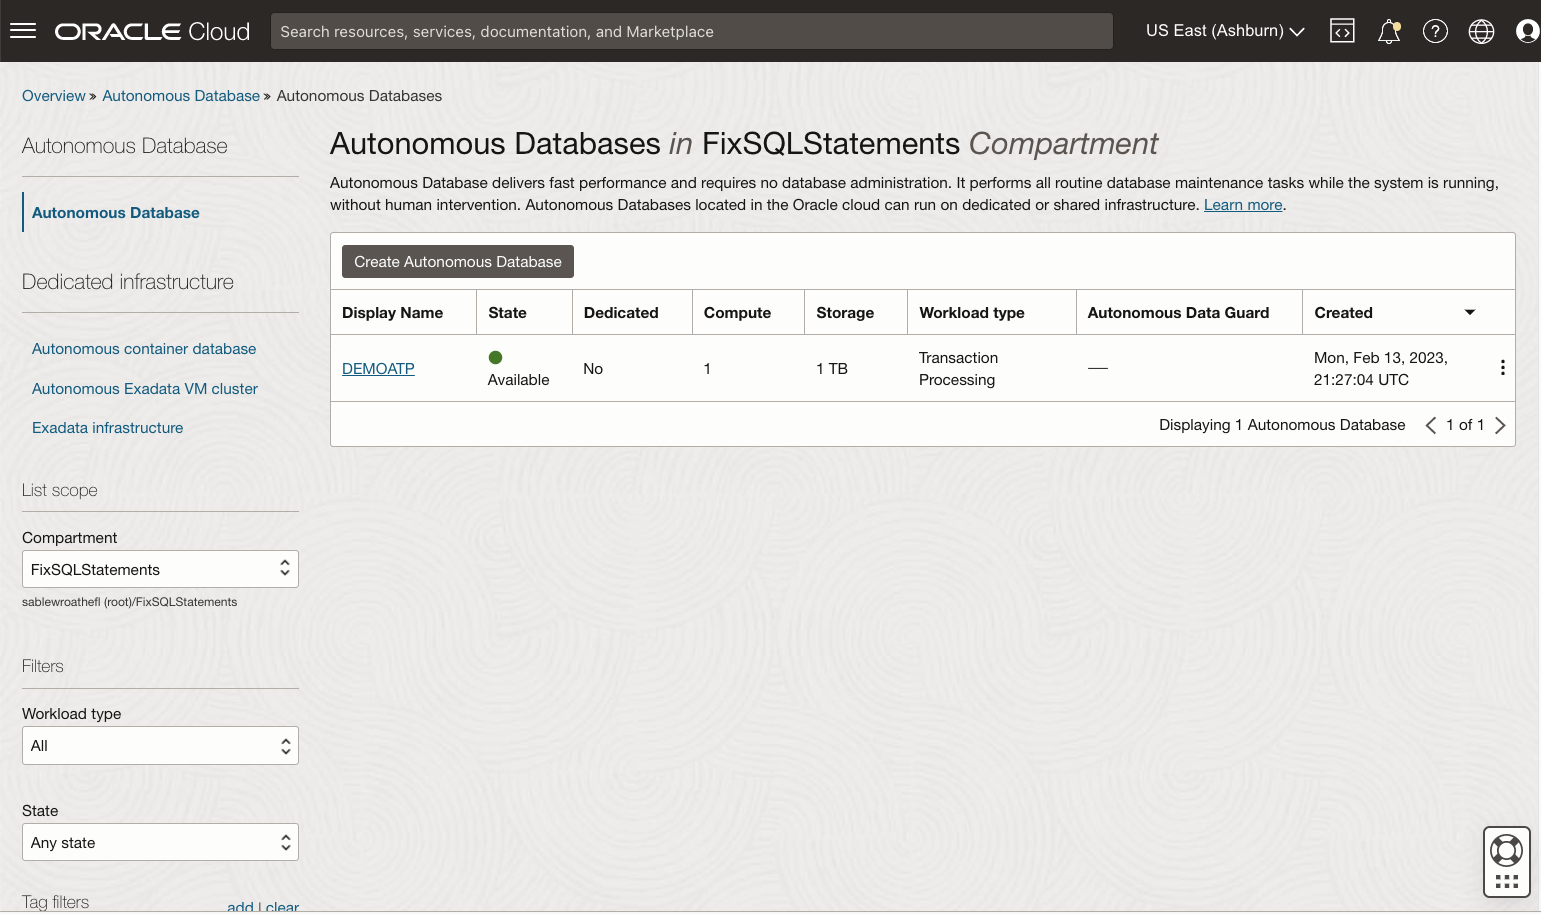 ORACLE Cloud
Search resources, services, documentation, and Marketplace
US East (Ashburn)
Overview » Autonomous Database » Autonomous Databases
Autonomous Database
Autonomous Database
Dedicated infrastructure
Autonomous container database
Autonomous Exadata VM cluster
Exadata infrastructure
List scope
Compartment
FixSQLStatements
sablewroathefl (root)/FixSQLStatements
Filters
Workload type
All
State
Any state
Tag filters
add | clear
Autonomous Databases in FixSQLStatements Compartment
Autonomous Database delivers fast performance and requires no database administration. It performs all routine database maintenance tasks while the system is running,
without human intervention. Autonomous Databases located in the Oracle cloud can run on dedicated or shared infrastructure. Learn more.
Create Autonomous Database
Display Name State Dedicated Compute Storage Workload type Autonomous Data Guard Created
DEMOATP Available No 1 1 TB Transaction Processing — Mon, Feb 13, 2023, 21:27:04 UTC
Displaying 1 Autonomous Database 1 of 1